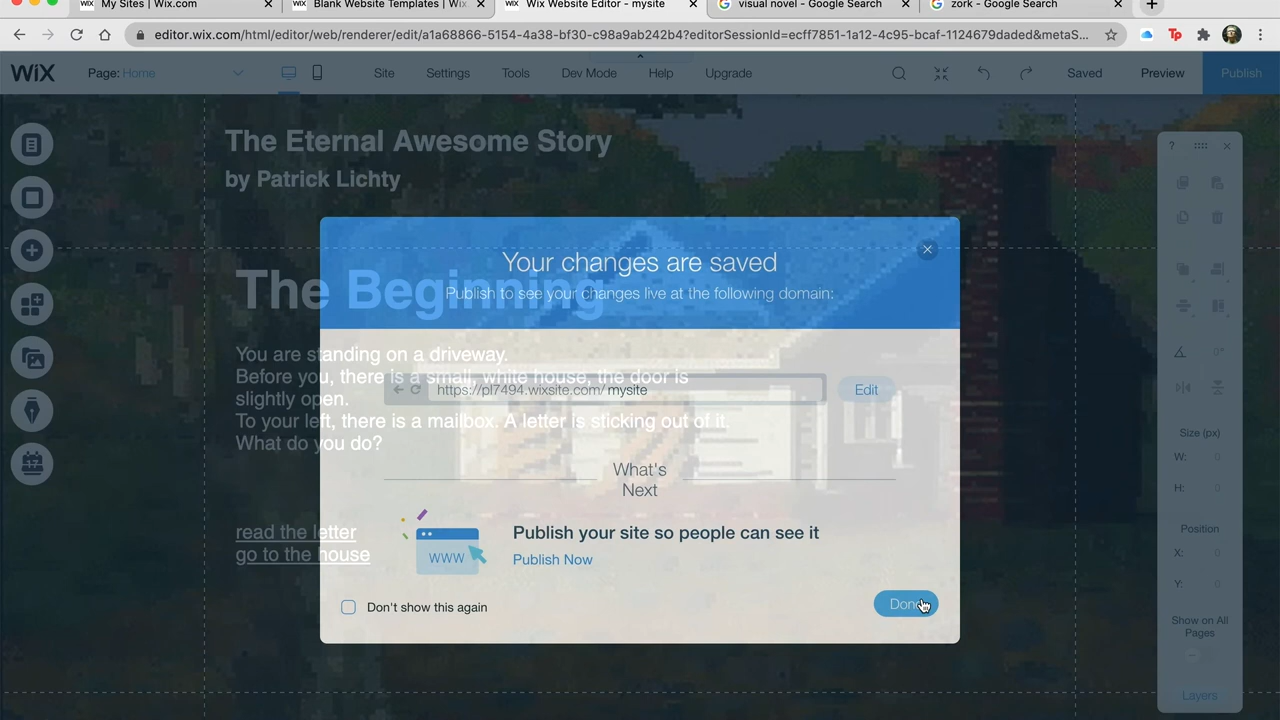 My Sites | Wix.com
Blank Website Templates | Wix
Wix Website Editor - mysite
visual novel - Google Search
zork - Google Search
editor.wix.com/html/editor/web/renderer/edit/a1a68866-5154-4a38-bf30-c98a9ab242b4?editorSessionId=ecff7851-1a12-4c95-bcaf-1124679daded&metaS...
WiX
Page: Home
Site
Settings
Tools
Dev Mode
Help
Upgrade
Saved
Preview
Publish
The Eternal Awesome Story
by Patrick Lichty
Your changes are saved
Publish to see your changes live at the following domain:
The Beginning
You are standing on a driveway.
Before you, there is a small, white house, the door is
slightly open.
To your left, there is a mailbox. A letter is sticking out of it.
What do you do?
https://pl7494.wixsite.com/ mysite
Edit
What's
Next
read the letter
go to the house
WWW
Publish your site so people can see it
Publish Now
Don't show this again
Done
Size (px)
W:
H:
Position
X:
Y:
Show on All
Pages
Layers